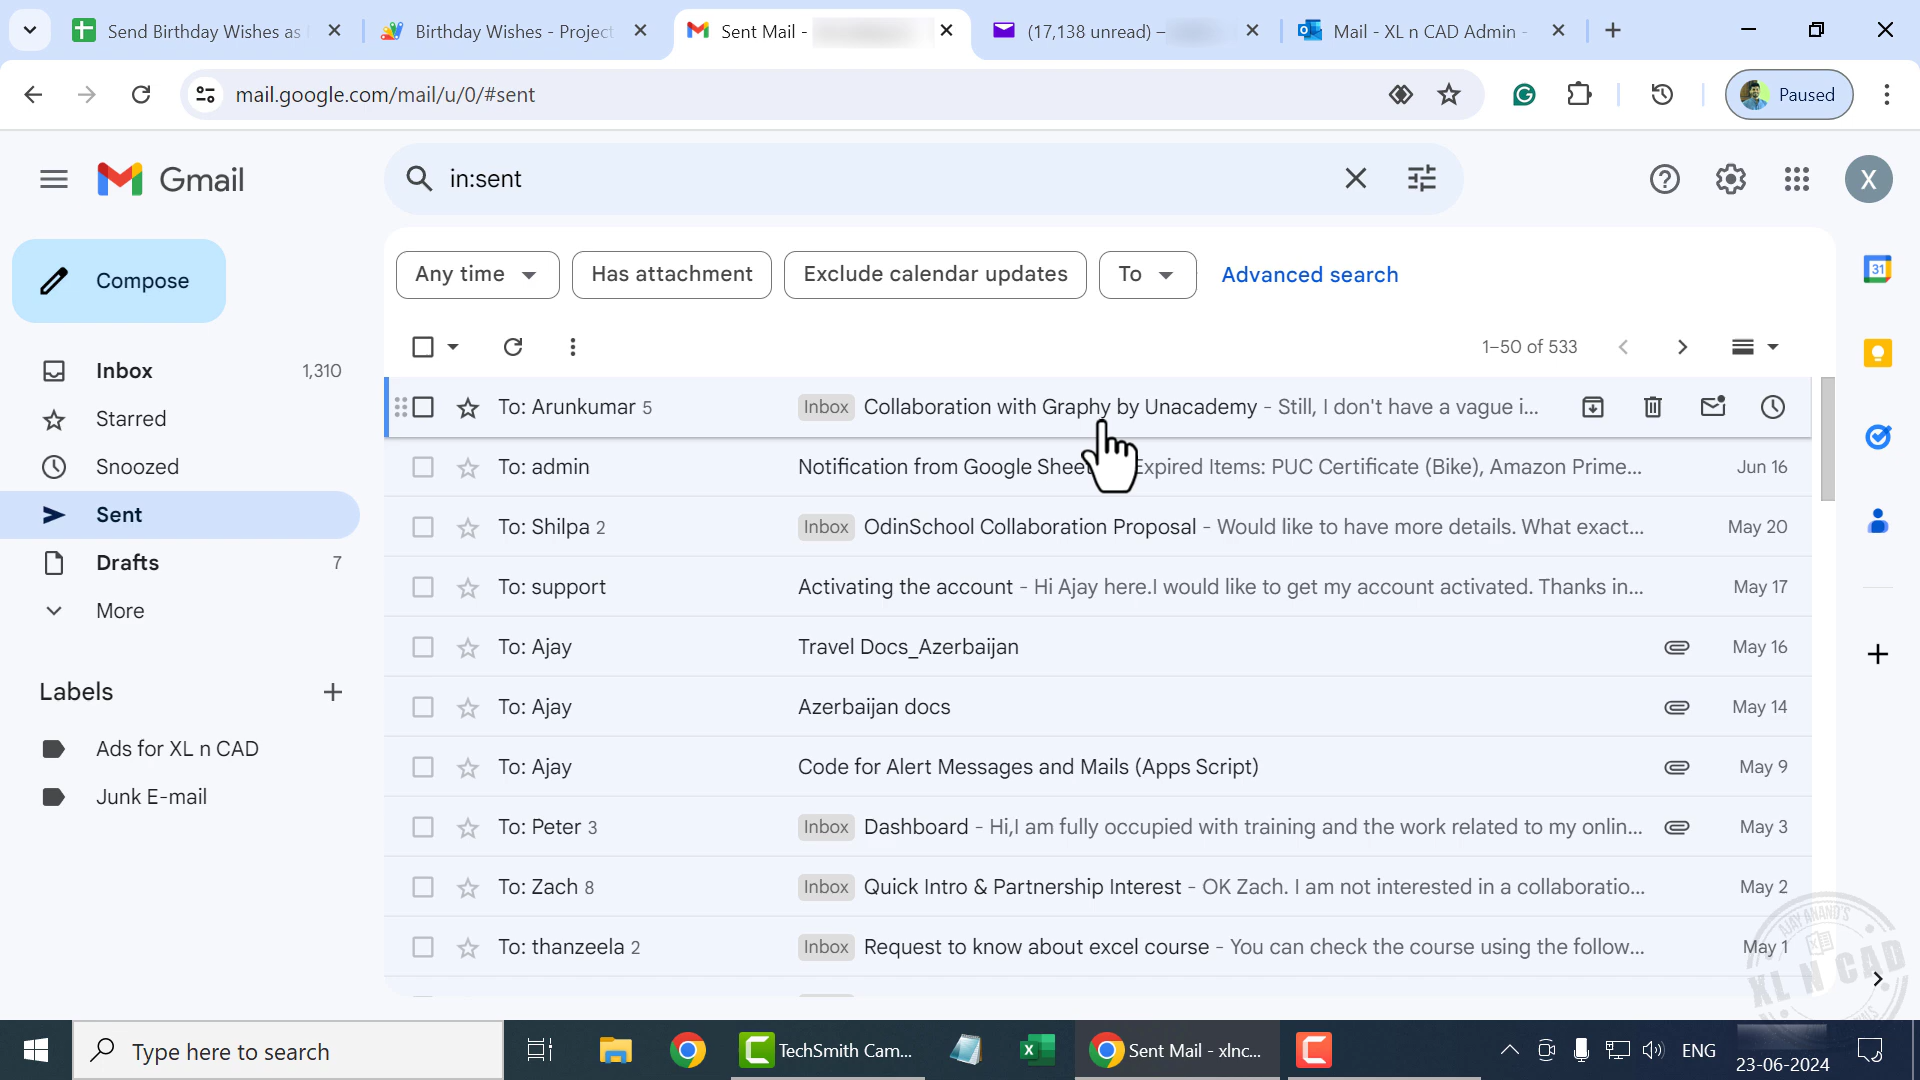 Send Birthday Wishes as
Birthday Wishes - Project
Sent Mail -
(17,138 unread) –
Mail - XL n CAD Admin -
mail.google.com/mail/u/0/#sent
Paused
Gmail
in:sent
X
Compose
Any time
Has attachment
Exclude calendar updates
To
Advanced search
1–50 of 533
Inbox 1,310
Starred
Snoozed
Sent
Drafts 7
More
Labels
Ads for XL n CAD
Junk E-mail
To: Arunkumar 5 Inbox Collaboration with Graphy by Unacademy - Still, I don't have a vague i...
To: admin Notification from Google Sheet Expired Items: PUC Certificate (Bike), Amazon Prime... Jun 16
To: Shilpa 2 Inbox OdinSchool Collaboration Proposal - Would like to have more details. What exact... May 20
To: support Activating the account - Hi Ajay here.I would like to get my account activated. Thanks in... May 17
To: Ajay Travel Docs_Azerbaijan May 16
To: Ajay Azerbaijan docs May 14
To: Ajay Code for Alert Messages and Mails (Apps Script) May 9
To: Peter 3 Inbox Dashboard - Hi,I am fully occupied with training and the work related to my onlin... May 3
To: Zach 8 Inbox Quick Intro & Partnership Interest - OK Zach. I am not interested in a collaboratio... May 2
To: thanzeela 2 Inbox Request to know about excel course - You can check the course using the follow... May 1
31
AJAY ANAND'S
XL N CAD
Type here to search
TechSmith Cam...
Sent Mail - xlnc...
ENG
23-06-2024